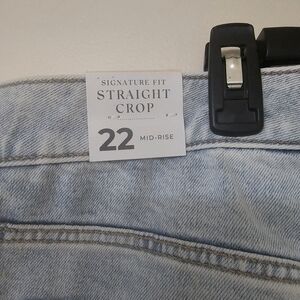 SIGNATURE FIT
STRAIGHT
CROP
22 MID-RISE